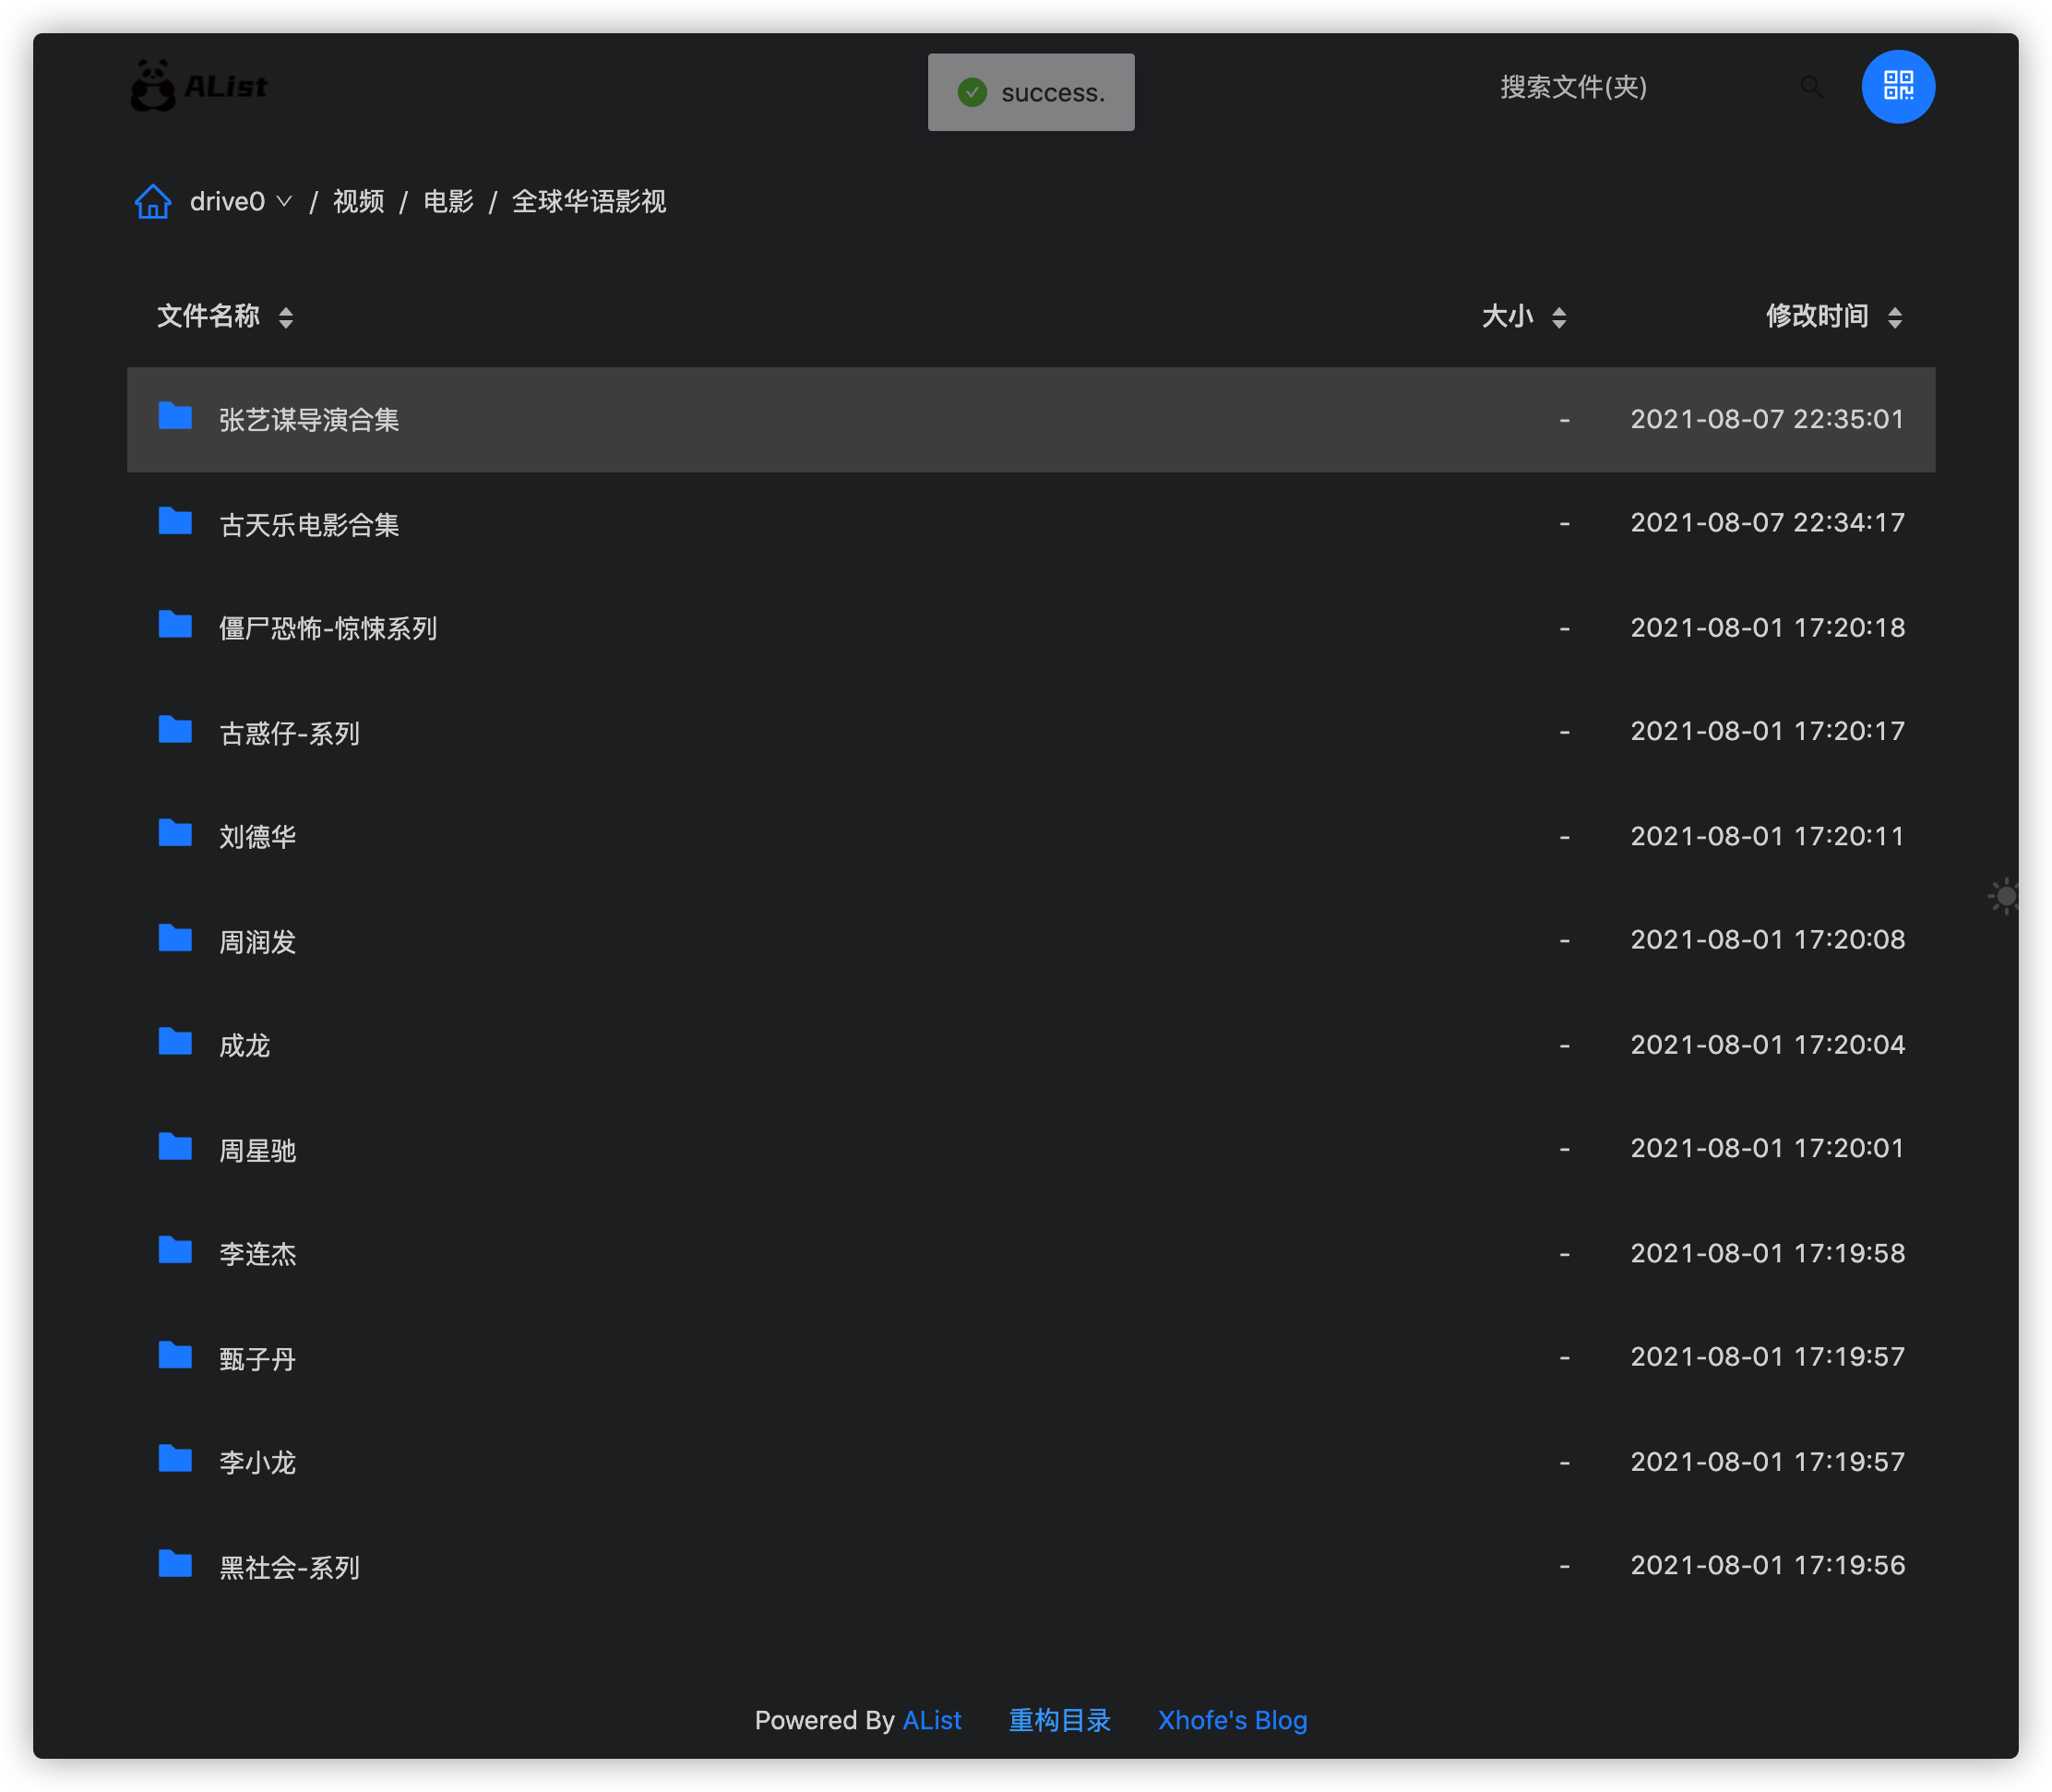 AList success. 搜索文件(夹)
drive0 / 视频 / 电影 / 全球华语影视
文件名称 大小 修改时间
张艺谋导演合集 - 2021-08-07 22:35:01
古天乐电影合集 - 2021-08-07 22:34:17
僵尸恐怖-惊悚系列 - 2021-08-01 17:20:18
古惑仔-系列 - 2021-08-01 17:20:17
刘德华 - 2021-08-01 17:20:11
周润发 - 2021-08-01 17:20:08
成龙 - 2021-08-01 17:20:04
周星驰 - 2021-08-01 17:20:01
李连杰 - 2021-08-01 17:19:58
甄子丹 - 2021-08-01 17:19:57
李小龙 - 2021-08-01 17:19:57
黑社会-系列 - 2021-08-01 17:19:56
Powered By AList 重构目录 Xhofe's Blog